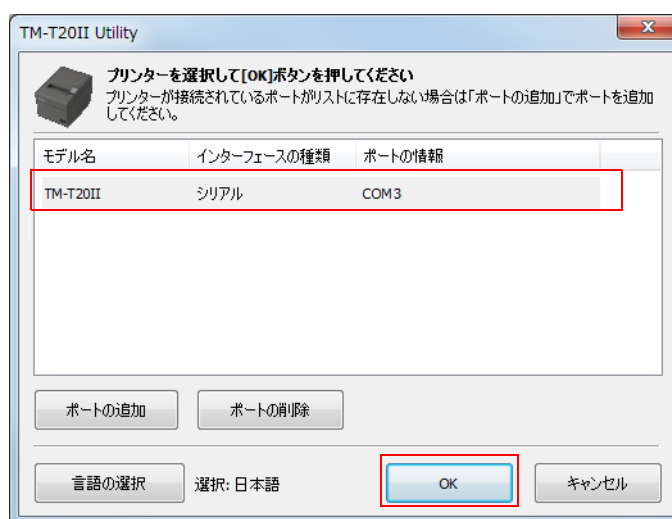 TM-T20II Utility
プリンターを選択して[OK]ボタンを押してください
プリンターが接続されているポートがリストに存在しない場合は「ポートの追加」でポートを追加
してください。
モデル名 インターフェースの種類 ポートの情報
TM-T20II シリアル COM3
ポートの追加 ポートの削除
言語の選択 選択: 日本語 OK キャンセル